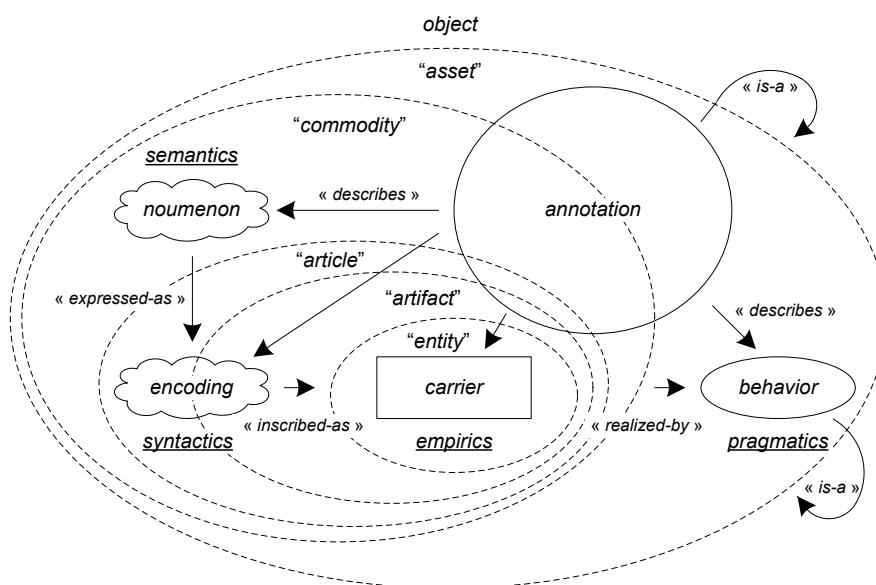 object
“asset”
« is-a »
“commodity”
semantics
« describes »
noumenon
annotation
“article”
« expressed-as »
“artifact”
« describes »
“entity”
encoding
carrier
behavior
« inscribed-as »
« realized-by »
syntactics
empirics
pragmatics
« is-a »